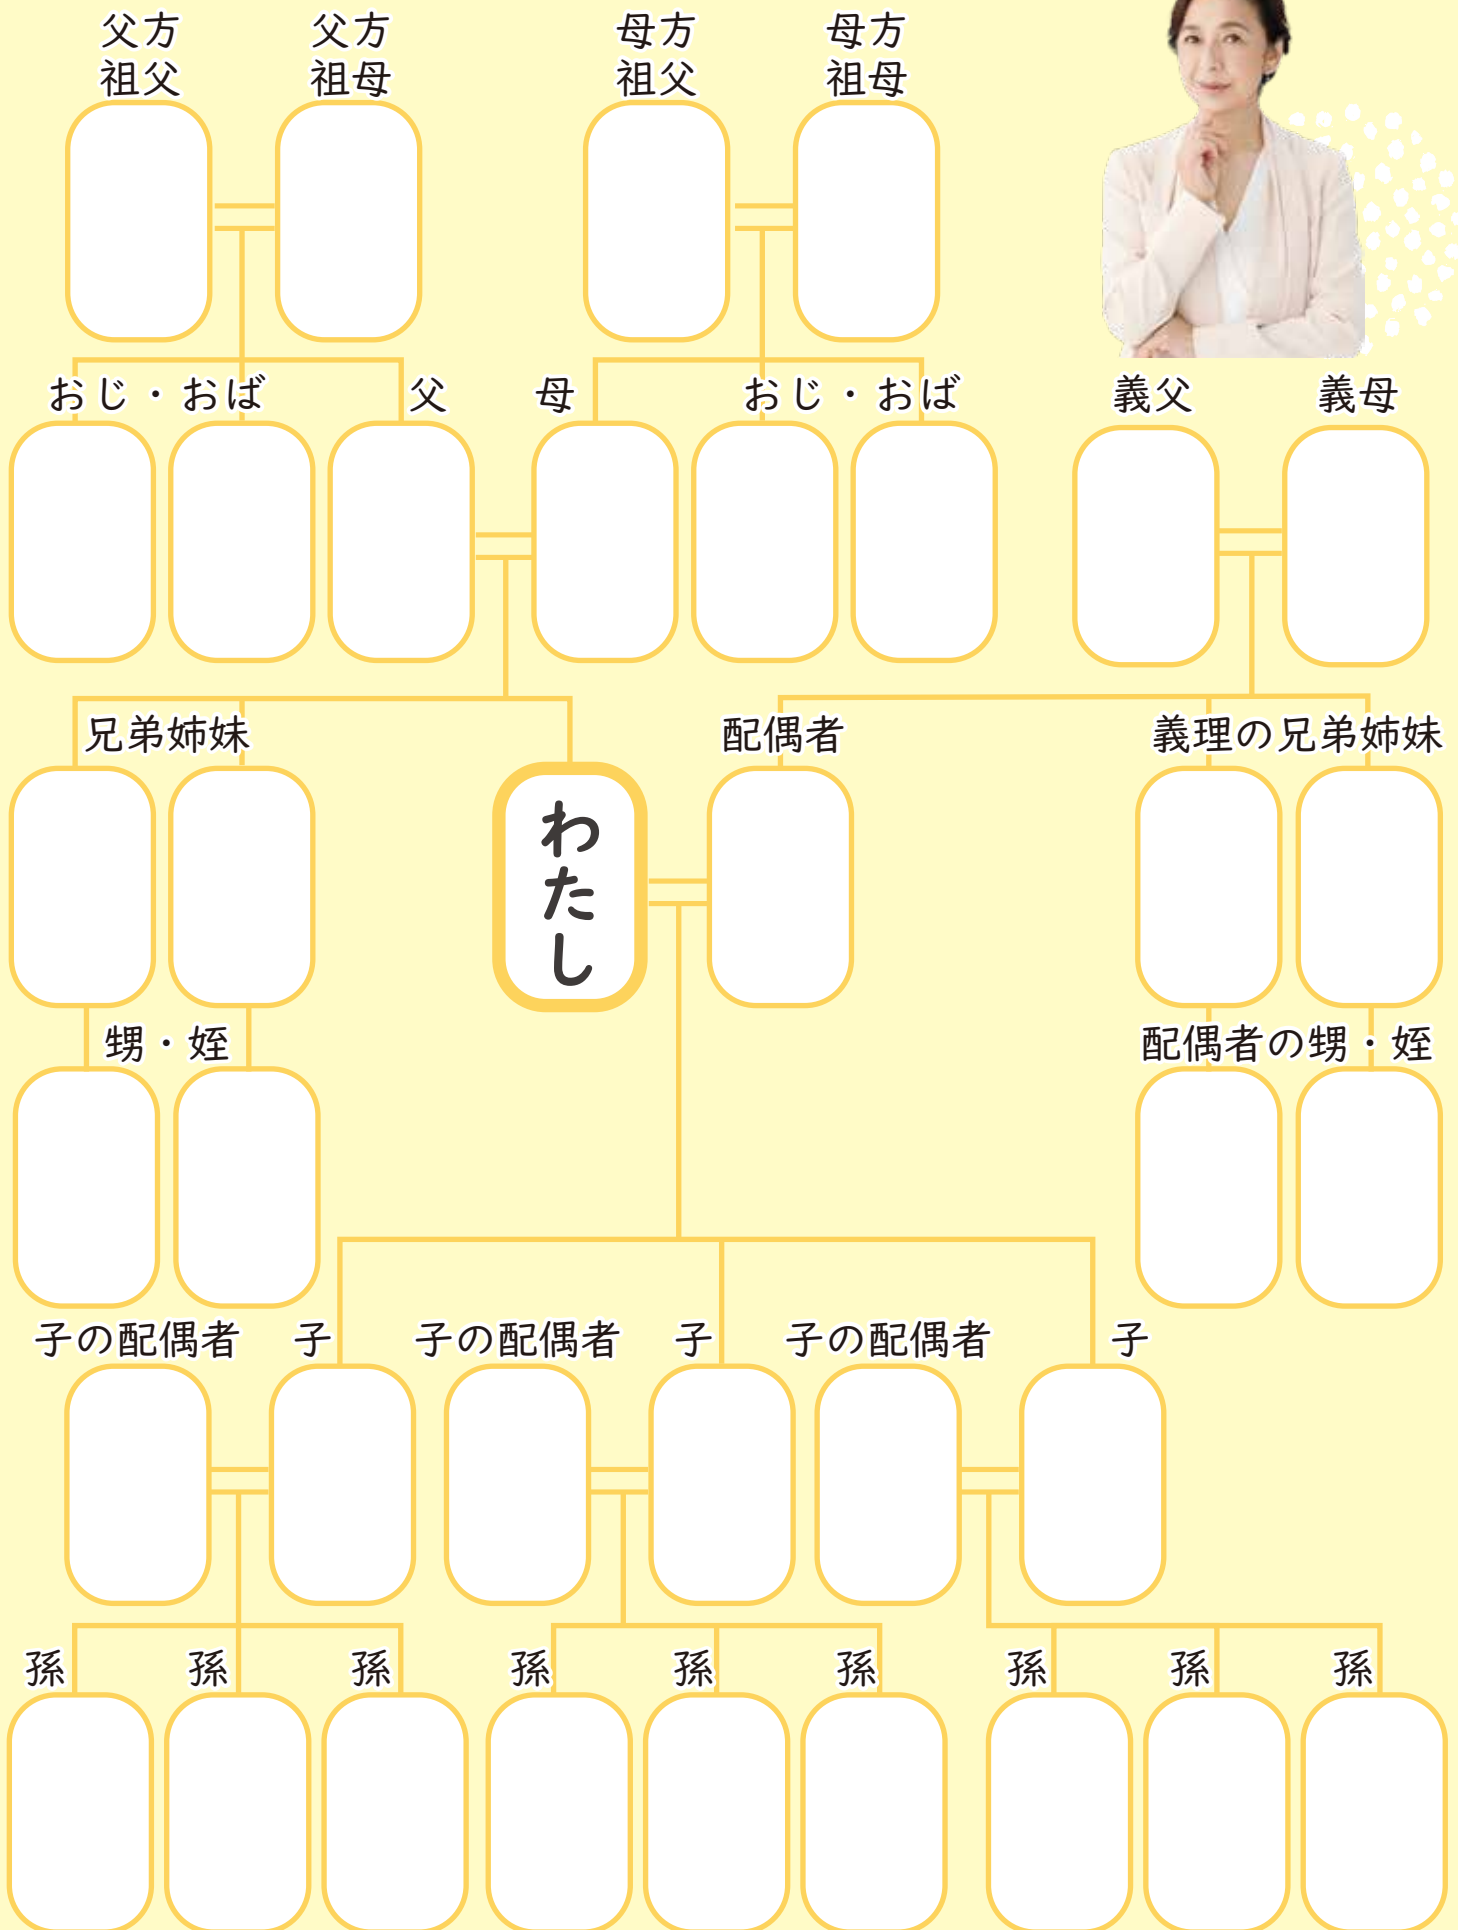 父方
祖父
父方
祖母
母方
祖父
母方
祖母
おじ・おば
父
母
おじ・おば
義父
義母
兄弟姉妹
配偶者
義理の兄弟姉妹
わたし
甥・姪
配偶者の甥・姪
子の配偶者
子
子の配偶者
子
子の配偶者
子
孫
孫
孫
孫
孫
孫
孫
孫
孫